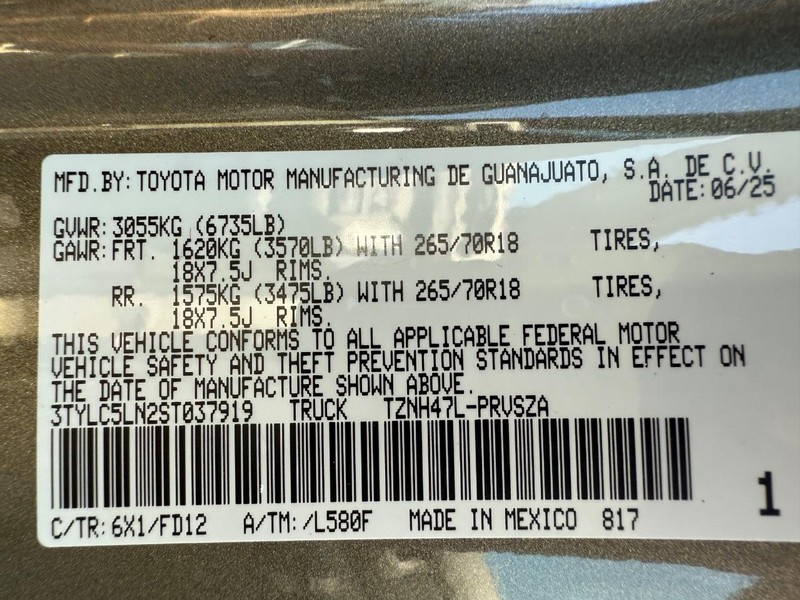 MFD.BY: TOYOTA MOTOR MANUFACTURING DE GUANAJUATO, S.A. DE C.V.
DATE: 06/25
GVWR: 3055KG (6735LB)
GAWR: FRT. 1620KG (3570LB) WITH 265/70R18 TIRES,
18X7.5J RIMS.
RR. 1575KG (3475LB) WITH 265/70R18 TIRES,
18X7.5J RIMS.
THIS VEHICLE CONFORMS TO ALL APPLICABLE FEDERAL MOTOR
VEHICLE SAFETY AND THEFT PREVENTION STANDARDS IN EFFECT ON
THE DATE OF MANUFACTURE SHOWN ABOVE.
3TYLC5LN2ST037919 TRUCK TZNH47L-PRVSZA
C/TR: 6X1/FD12 A/TM: /L580F MADE IN MEXICO 817
1